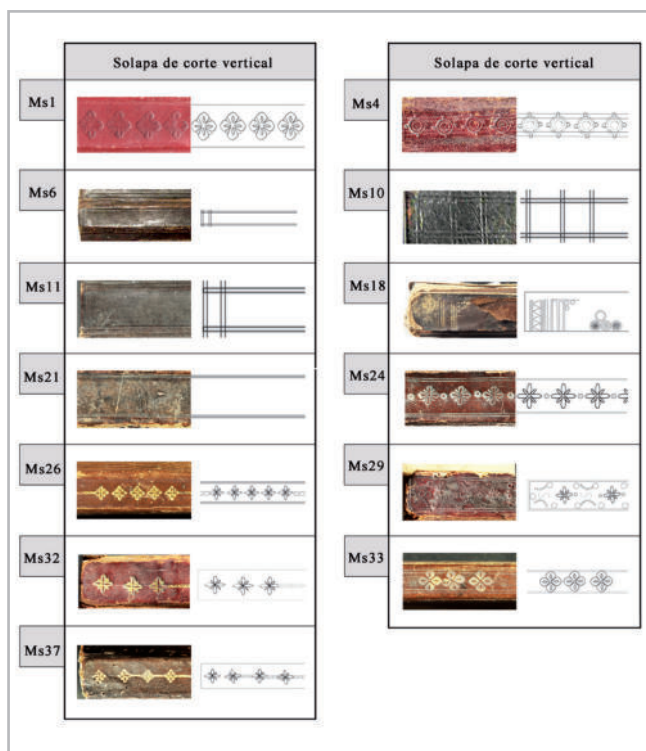 Solapa de corte vertical
Ms1
Ms6
Ms11
Ms21
Ms26
Ms32
Ms37
Solapa de corte vertical
Ms4
Ms10
Ms18
Ms24
Ms29
Ms33